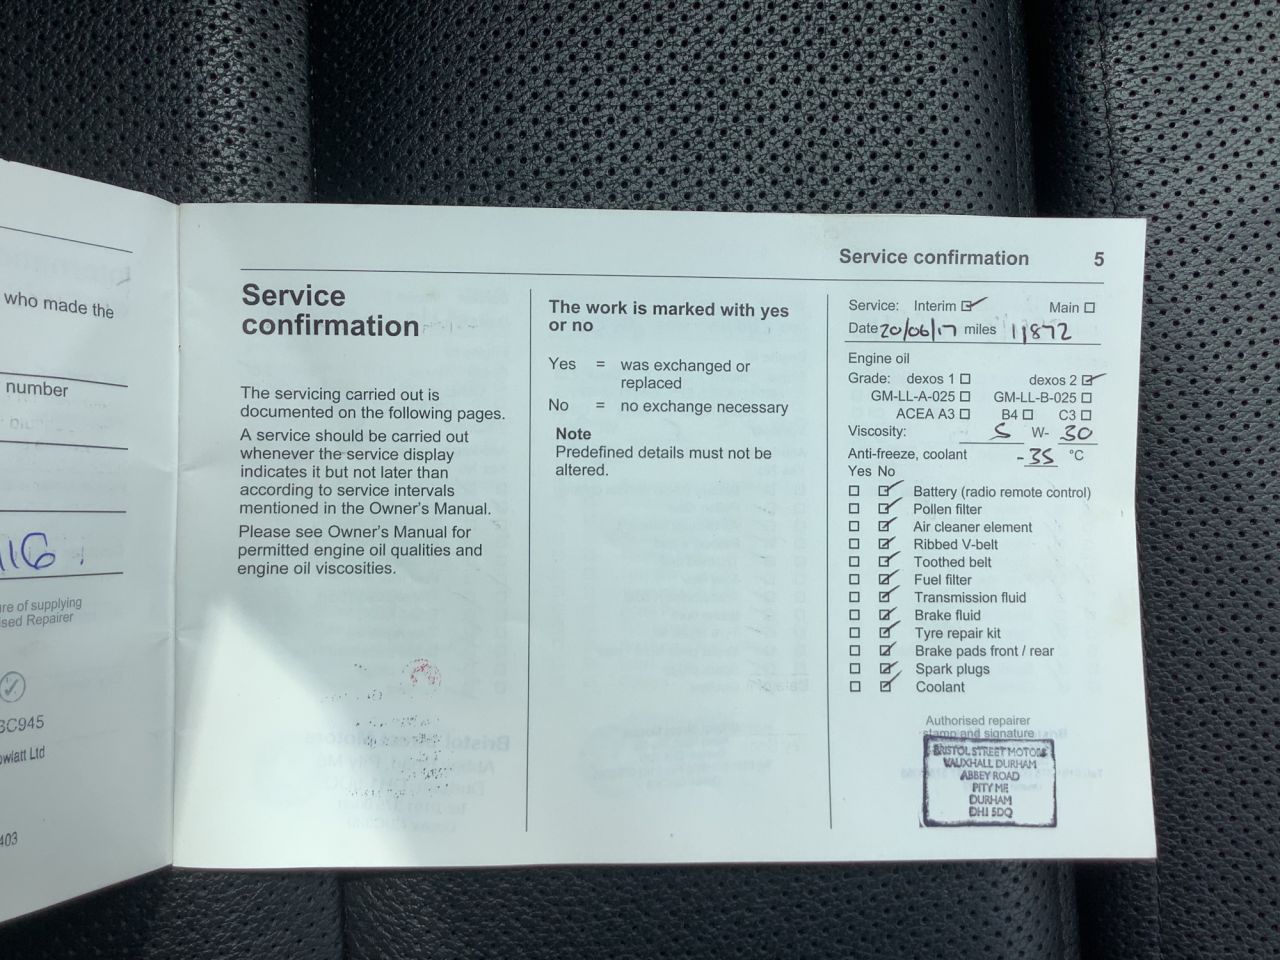 who made the
number
116
re of supplying
sed Repairer
C945
owlatt Ltd
403
Service confirmation 5
Service
confirmation
The servicing carried out is
documented on the following pages.
A service should be carried out
whenever the service display
indicates it but not later than
according to service intervals
mentioned in the Owner's Manual.
Please see Owner's Manual for
permitted engine oil qualities and
engine oil viscosities.
The work is marked with yes
or no
Yes = was exchanged or
replaced
No = no exchange necessary
Note
Predefined details must not be
altered.
Service: Interim ☑ Main ☐
Date 20/06/17 miles 11872
Engine oil
Grade: dexos 1 ☐ dexos 2 ☑
GM-LL-A-025 ☐ GM-LL-B-025 ☐
ACEA A3 ☐ B4 ☐ C3 ☐
Viscosity: 5 W- 30
Anti-freeze, coolant -35 °C
Yes No
☐ ☑ Battery (radio remote control)
☐ ☑ Pollen filter
☐ ☑ Air cleaner element
☐ ☑ Ribbed V-belt
☐ ☑ Toothed belt
☐ ☑ Fuel filter
☐ ☑ Transmission fluid
☐ ☑ Brake fluid
☐ ☑ Tyre repair kit
☐ ☑ Brake pads front / rear
☐ ☑ Spark plugs
☐ ☑ Coolant
Authorised repairer
stamp and signature
BRISTOL STREET MOTORS
VAUXHALL DURHAM
ABBEY ROAD
PITY ME
DURHAM
DH1 5DQ